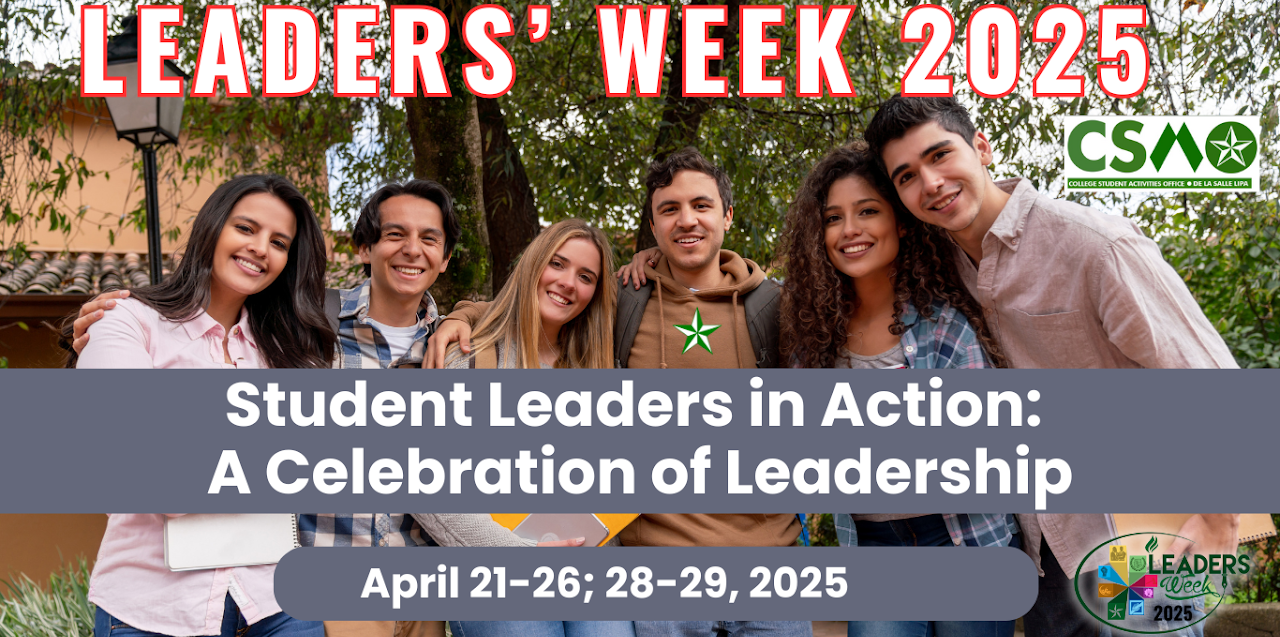 LEADERS’ WEEK 2025
CSAO
COLLEGE STUDENT ACTIVITIES OFFICE • DE LA SALLE LIPA
Student Leaders in Action:
A Celebration of Leadership
April 21-26; 28-29, 2025
LEADERS
Week
2025